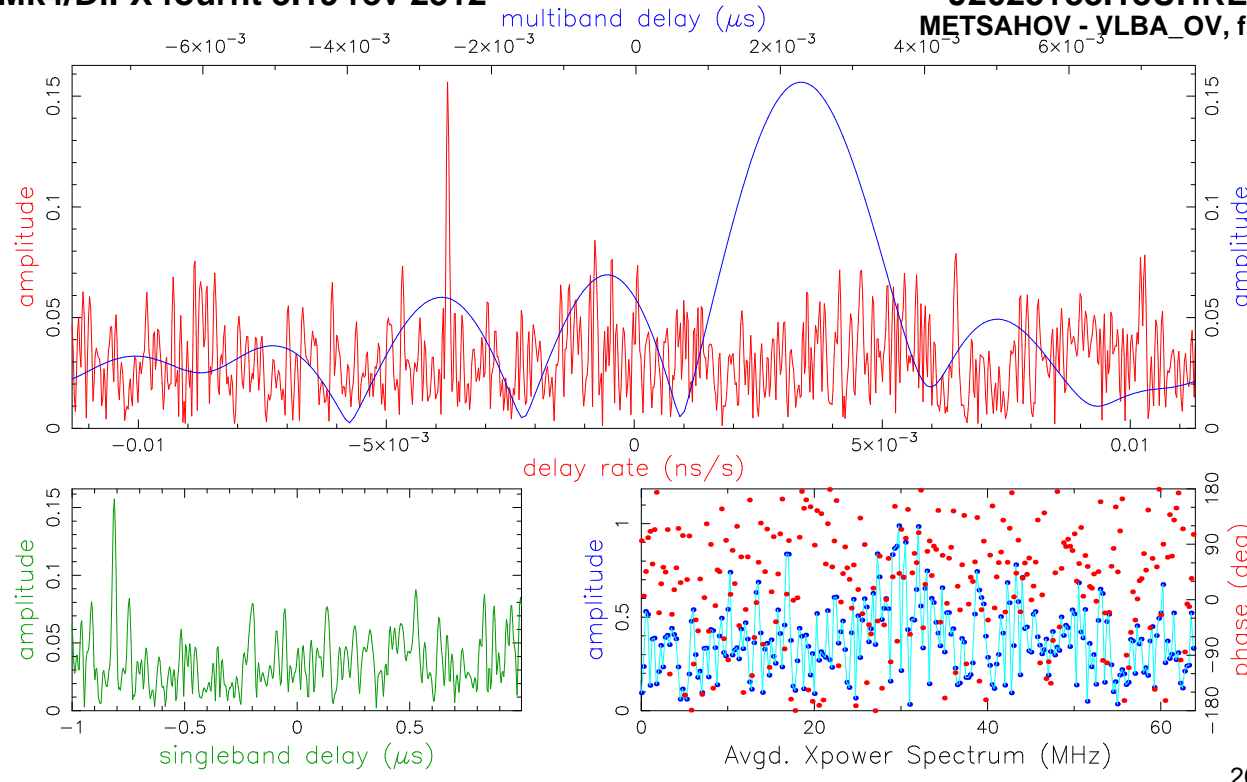 multiband delay (μs)
METSAHOV - VLBA_OV, f
−6×10⁻³ −4×10⁻³ −2×10⁻³ 0 2×10⁻³ 4×10⁻³ 6×10⁻³
amplitude
0 0.05 0.1 0.15
amplitude
0 0.05 0.1 0.15
−0.01 −5×10⁻³ 0 5×10⁻³ 0.01
delay rate (ns/s)
amplitude
0 0.05 0.1 0.15
−1 −0.5 0 0.5
singleband delay (μs)
amplitude
0 0.5 1
phase (deg)
−180 −90 0 90 180
0 20 40 60
Avgd. Xpower Spectrum (MHz)
20